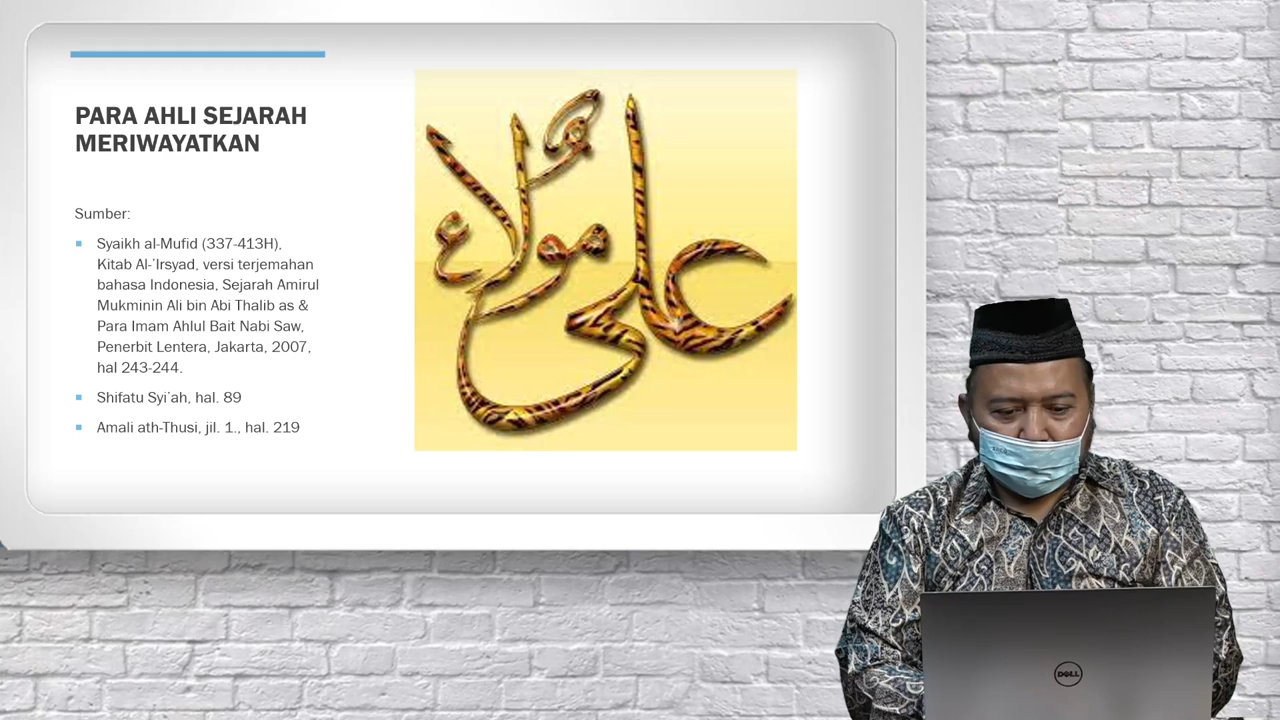 PARA AHLI SEJARAH
MERIWAYATKAN
Sumber:
Syaikh al-Mufid (337-413H),
Kitab Al-'Irsyad, versi terjemahan
bahasa Indonesia, Sejarah Amirul
Mukminin Ali bin Abi Thalib as &
Para Imam Ahlul Bait Nabi Saw,
Penerbit Lentera, Jakarta, 2007,
hal 243-244.
Shifatu Syi'ah, hal. 89
Amali ath-Thusi, jil. 1., hal. 219
علي مولاه
DELL